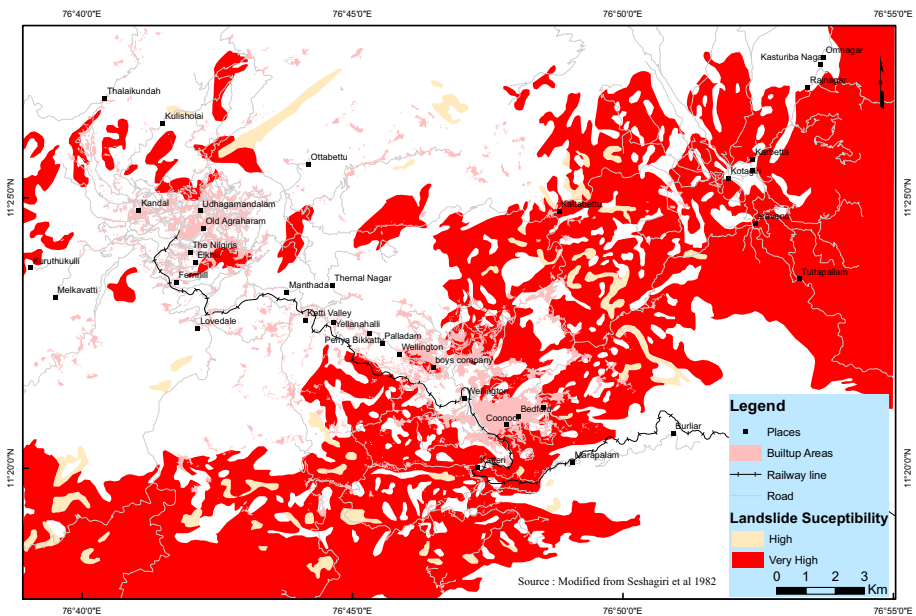 76°40'0"E 76°45'0"E 76°50'0"E 76°55'0"E
Omnagar
Kasturiba Nagar
Rajnagar
Thalaikundah
Kulisholai
Ottabettu
Karbetta
Kotagiri
11°25'0"N 11°25'0"N
Kandal
Udhagamandalam
Kattabettu
Old Agraharam
Aravenu
The Nilgiris
Elkhill
Kuruthukulli
Fernhill
Tuttapallam
Thernal Nagar
Manthada
Melkavatti
Lovedale
Ketti Valley
Yellanahalli
Periya Bikkatti
Palladam
Wellington
boys company
Wellington
Bedford
Coonoor
Burliar
Katteri
Marapalam
11°20'0"N 11°20'0"N
Legend
Places
Builtup Areas
Railway line
Road
Landslide Suceptibility
High
Very High
0 1 2 3
Km
Source : Modified from Seshagiri et al 1982
76°40'0"E 76°45'0"E 76°50'0"E 76°55'0"E